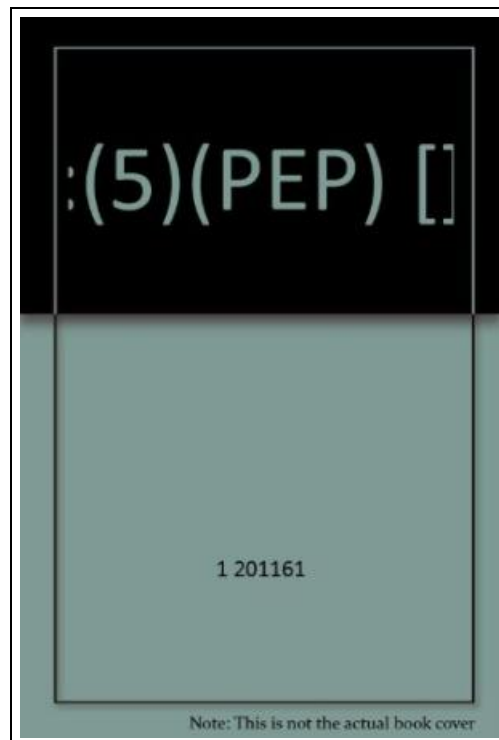 :(5)(PEP) []
1 201161
Note: This is not the actual book cover